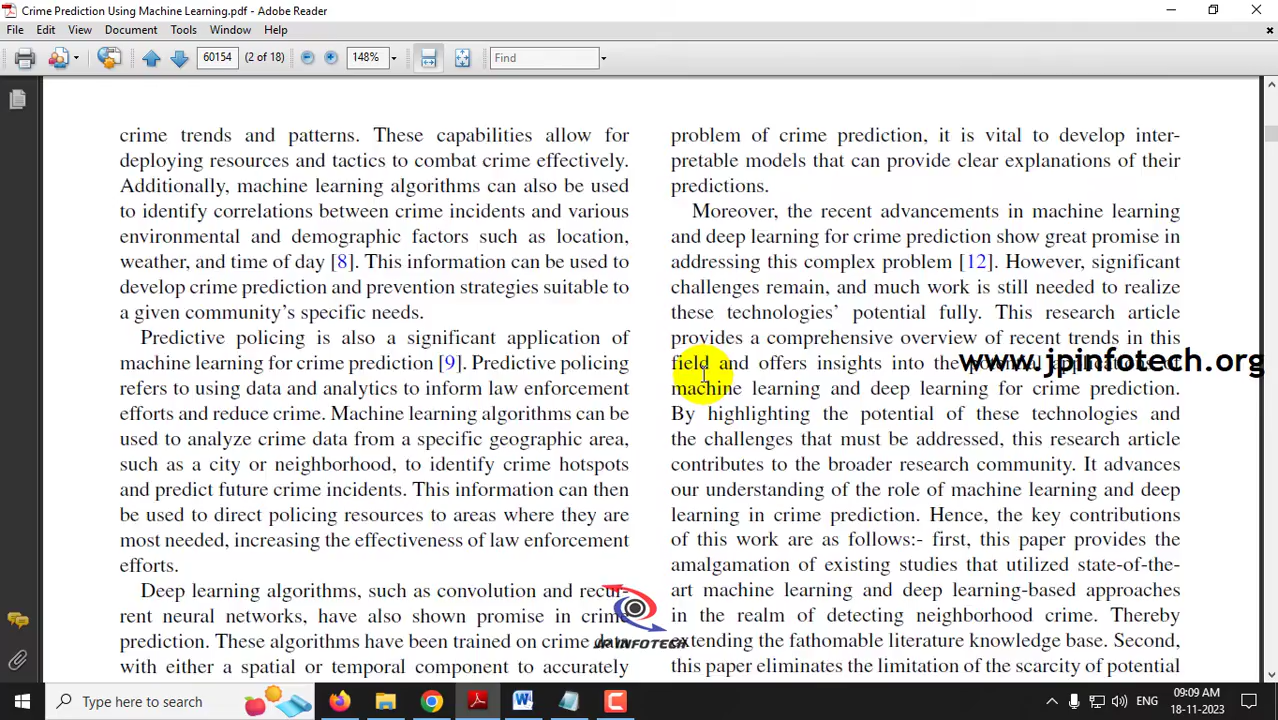 Crime Prediction Using Machine Learning.pdf - Adobe Reader
File Edit View Document Tools Window Help
60154 (2 of 18) 148% Find
crime trends and patterns. These capabilities allow for
deploying resources and tactics to combat crime effectively.
Additionally, machine learning algorithms can also be used
to identify correlations between crime incidents and various
environmental and demographic factors such as location,
weather, and time of day [8]. This information can be used to
develop crime prediction and prevention strategies suitable to
a given community's specific needs.
Predictive policing is also a significant application of
machine learning for crime prediction [9]. Predictive policing
refers to using data and analytics to inform law enforcement
efforts and reduce crime. Machine learning algorithms can be
used to analyze crime data from a specific geographic area,
such as a city or neighborhood, to identify crime hotspots
and predict future crime incidents. This information can then
be used to direct policing resources to areas where they are
most needed, increasing the effectiveness of law enforcement
efforts.
Deep learning algorithms, such as convolution and recur-
rent neural networks, have also shown promise in crime
prediction. These algorithms have been trained on crime data
with either a spatial or temporal component to accurately
problem of crime prediction, it is vital to develop inter-
pretable models that can provide clear explanations of their
predictions.
Moreover, the recent advancements in machine learning
and deep learning for crime prediction show great promise in
addressing this complex problem [12]. However, significant
challenges remain, and much work is still needed to realize
these technologies' potential fully. This research article
provides a comprehensive overview of recent trends in this
field and offers insights into the potential applications of
machine learning and deep learning for crime prediction.
By highlighting the potential of these technologies and
the challenges that must be addressed, this research article
contributes to the broader research community. It advances
our understanding of the role of machine learning and deep
learning in crime prediction. Hence, the key contributions
of this work are as follows:- first, this paper provides the
amalgamation of existing studies that utilized state-of-the-
art machine learning and deep learning-based approaches
in the realm of detecting neighborhood crime. Thereby
extending the fathomable literature knowledge base. Second,
this paper eliminates the limitation of the scarcity of potential
www.jpinfotech.org
JP INFOTECH
Type here to search
ENG
09:09 AM
18-11-2023